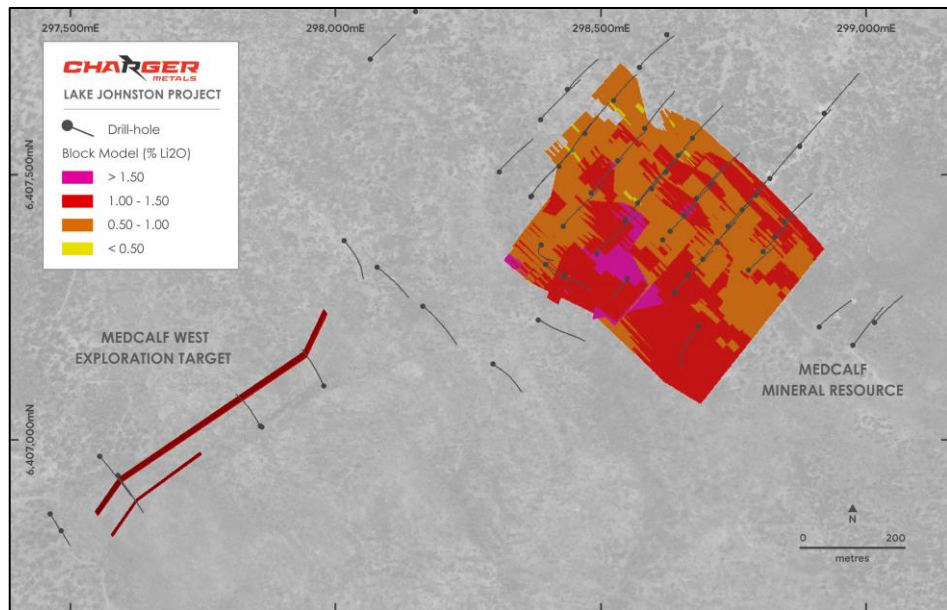 297,500mE
298,000mE
298,500mE
299,000mE
CHARGER
METALS
LAKE JOHNSTON PROJECT
Drill-hole
Block Model (% Li2O)
> 1.50
1.00 - 1.50
0.50 - 1.00
< 0.50
6,407,500mN
6,407,000mN
MEDCALF WEST
EXPLORATION TARGET
MEDCALF
MINERAL RESOURCE
N
0 200
metres